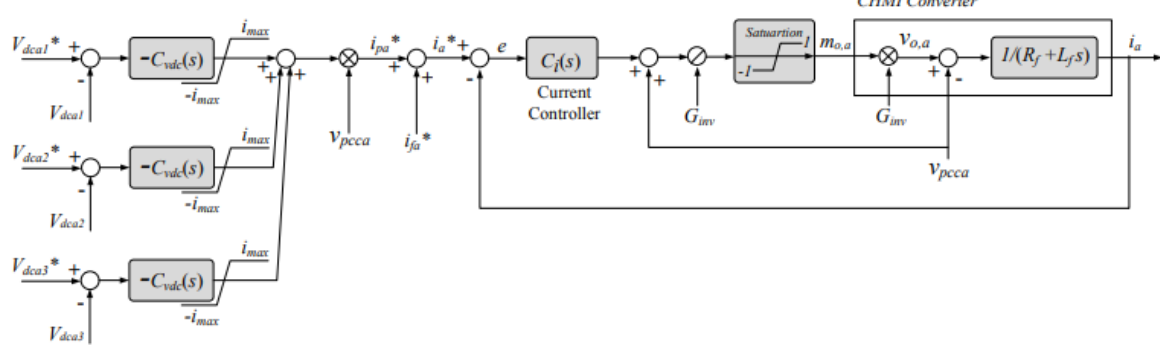 CHMI Converter
V_dca1* + - -C_vdc(s) i_max -i_max
V_dca1
+ + +
v_pcca
i_pa* + +
i_fa*
i_a* + - e
C_i(s)
Current
Controller
+ +
G_inv
Satuartion
1
-1
m_o,a
v_o,a
G_inv
+ -
1/(R_f +L_f s)
i_a
v_pcca
V_dca2* + - -C_vdc(s) i_max -i_max
V_dca2
V_dca3* + - -C_vdc(s) i_max -i_max
V_dca3